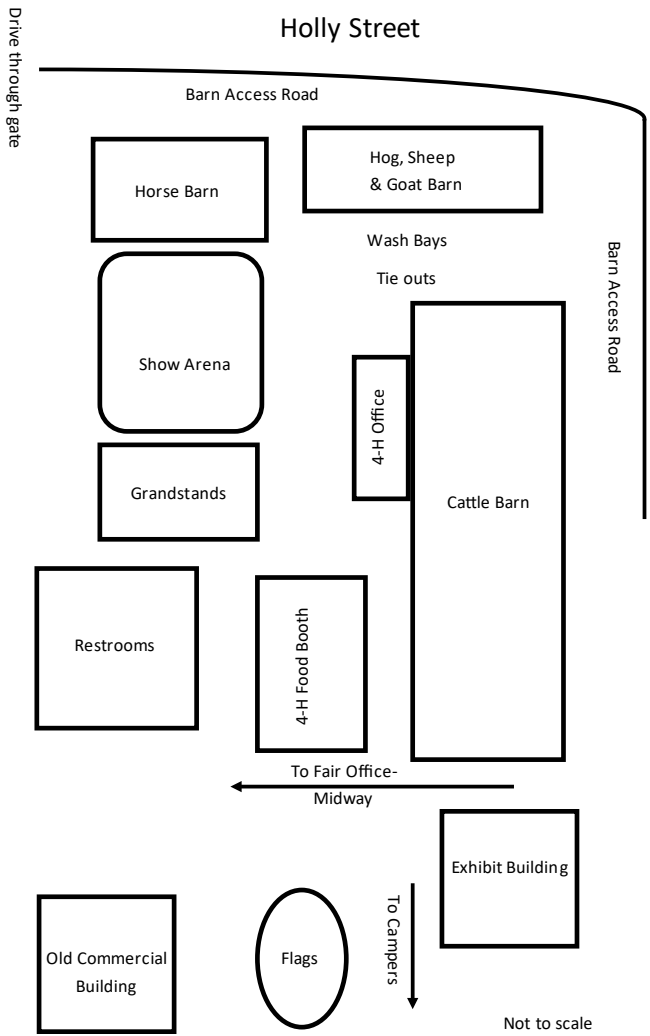 Holly Street
Drive through gate
Barn Access Road
Horse Barn
Hog, Sheep
& Goat Barn
Wash Bays
Tie outs
Barn Access Road
Show Arena
4-H Office
Cattle Barn
Grandstands
Restrooms
4-H Food Booth
To Fair Office-
Midway
Exhibit Building
To Campers
Old Commercial
Building
Flags
Not to scale